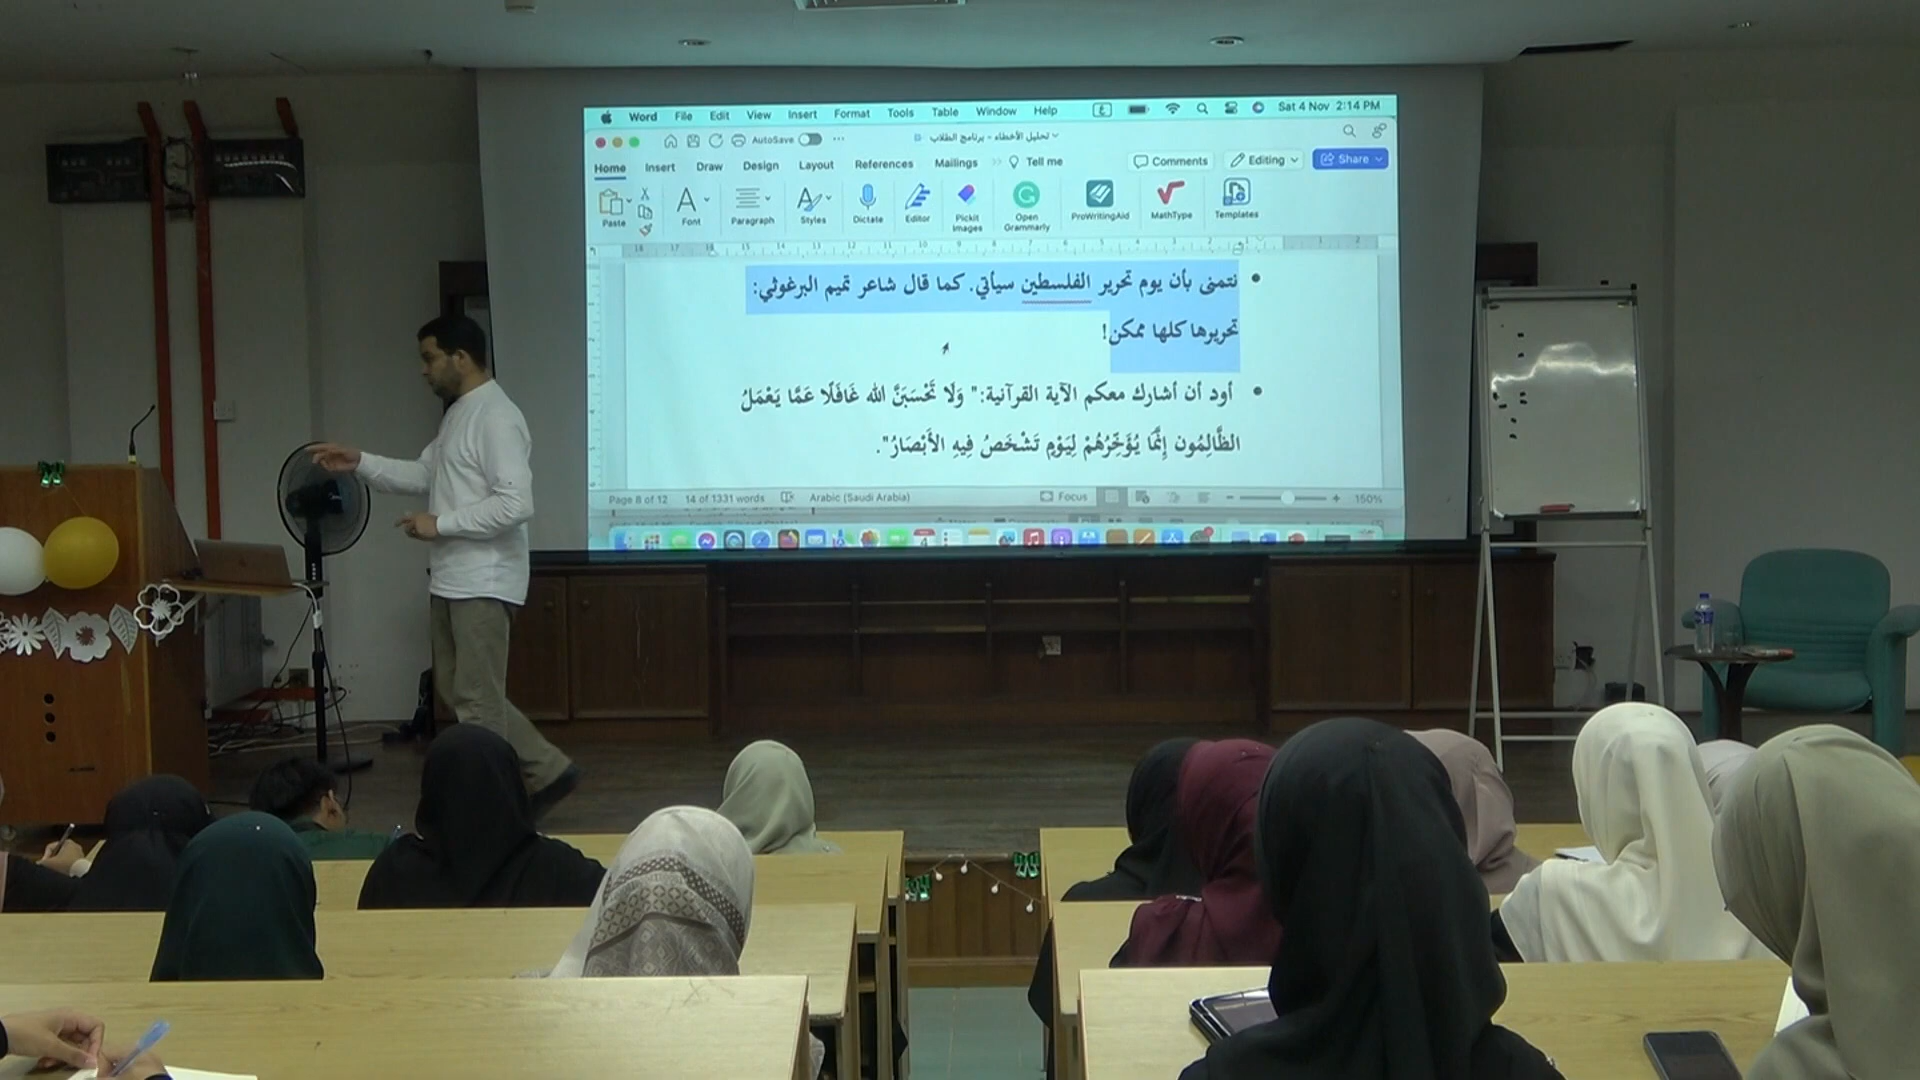 Word File Edit View Insert Format Tools Table Window Help Sat 4 Nov 2:14 PM
AutoSave تحليل الأخطاء - برنامج الطلاب
Home Insert Draw Design Layout References Mailings Tell me Comments Editing Share
Paste Font Paragraph Styles Dictate Editor Pickit Images Open Grammarly ProWritingAid MathType Templates
نتمنى بأن يوم تحرير الفلسطين سيأتي. كما قال شاعر تميم البرغوثي:
تحريرها كلها ممكن!
أود أن أشارك معكم الآية القرآنية:" وَلَا تَحْسَبَنَّ الله غَافَلًا عَمَّا يَعْمَلُ
الظَّالِمُون إِنَّمَا يُؤَخِّرُهُمْ لِيَوْمٍ تَشْخَصُ فِيهِ الأَبْصَارُ".
Page 8 of 12 14 of 1331 words Arabic (Saudi Arabia) Focus 150%